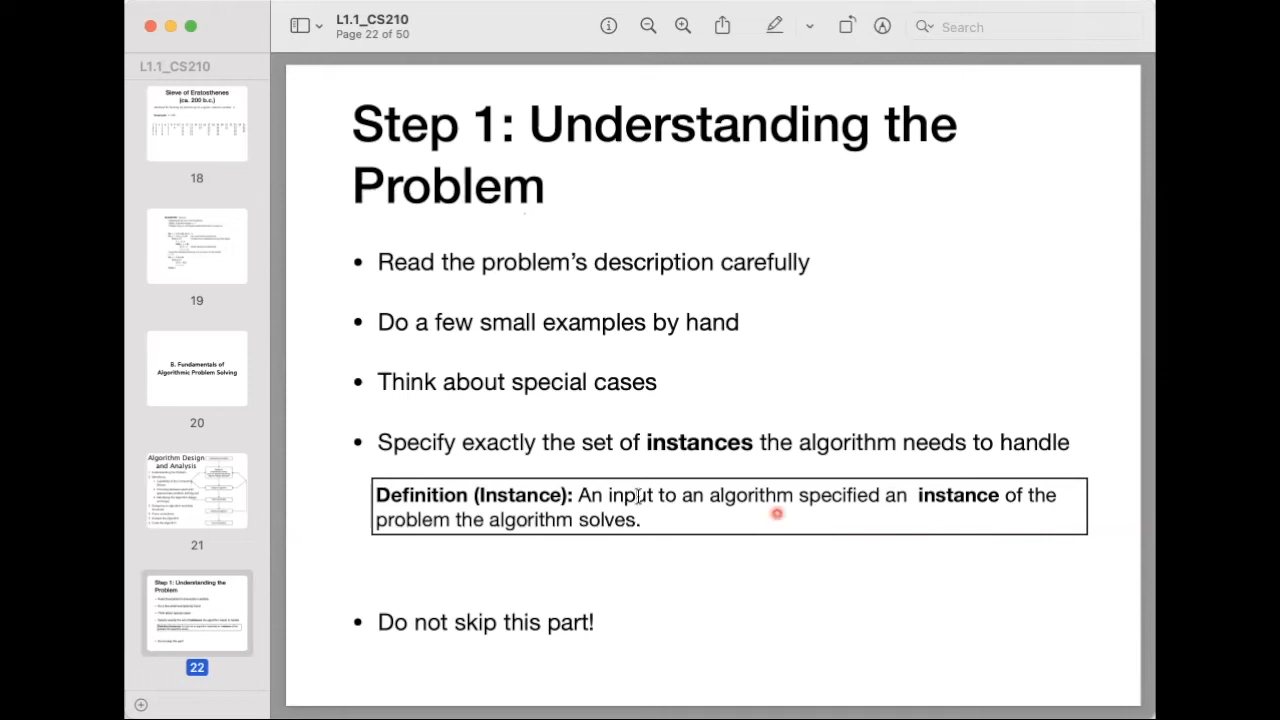 L1.1_CS210
Page 22 of 50
Search
L1.1_CS210
Sieve of Eratosthenes
(ca. 200 b.c.)
18
19
B. Fundamentals of
Algorithmic Problem Solving
20
Algorithm Design
and Analysis
21
Step 1: Understanding the
Problem
22
Step 1: Understanding the
Problem
• Read the problem's description carefully
• Do a few small examples by hand
• Think about special cases
• Specify exactly the set of instances the algorithm needs to handle
Definition (Instance): An input to an algorithm specified an instance of the
problem the algorithm solves.
• Do not skip this part!